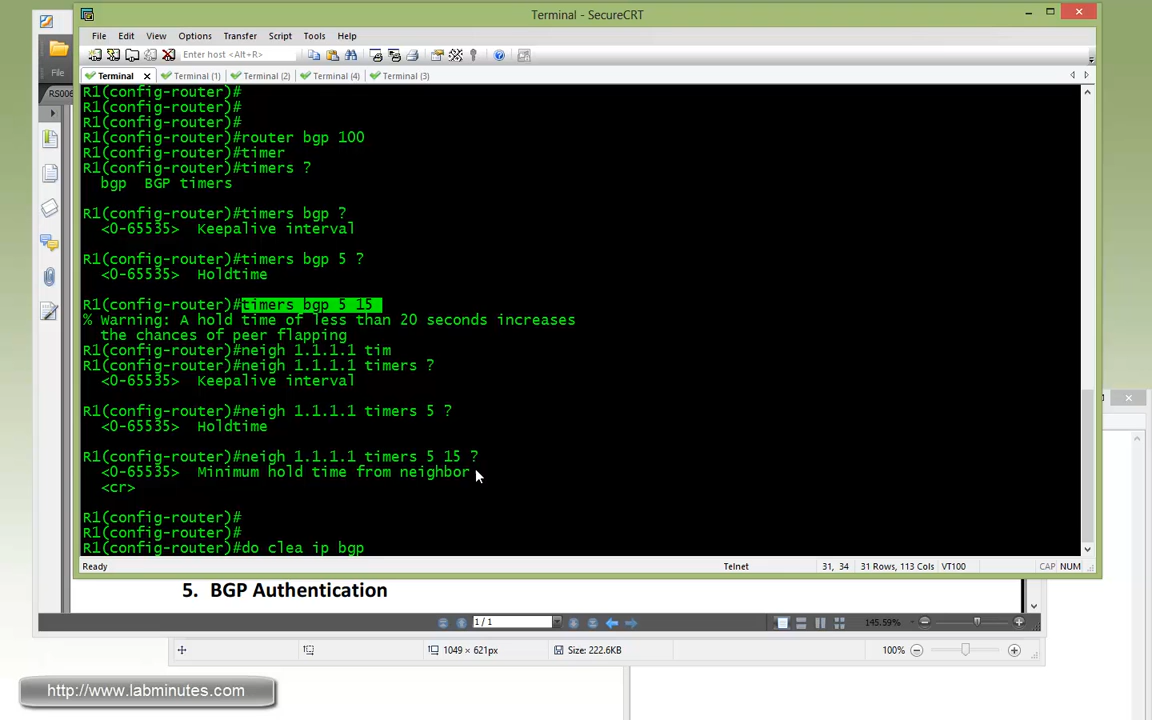 Terminal - SecureCRT
File Edit View Options Transfer Script Tools Help
Enter host <Alt+R>
File
Terminal Terminal (1) Terminal (2) Terminal (4) Terminal (3)
RS006
R1(config-router)#
R1(config-router)#
R1(config-router)#
R1(config-router)#router bgp 100
R1(config-router)#timer
R1(config-router)#timers ?
bgp BGP timers
R1(config-router)#timers bgp ?
<0-65535> Keepalive interval
R1(config-router)#timers bgp 5 ?
<0-65535> Holdtime
R1(config-router)#timers bgp 5 15
% Warning: A hold time of less than 20 seconds increases
the chances of peer flapping
R1(config-router)#neigh 1.1.1.1 tim
R1(config-router)#neigh 1.1.1.1 timers ?
<0-65535> Keepalive interval
R1(config-router)#neigh 1.1.1.1 timers 5 ?
<0-65535> Holdtime
R1(config-router)#neigh 1.1.1.1 timers 5 15 ?
<0-65535> Minimum hold time from neighbor
<cr>
R1(config-router)#
R1(config-router)#
R1(config-router)#do clea ip bgp
Ready Telnet 31, 34 31 Rows, 113 Cols VT100 CAP NUM
5. BGP Authentication
1 / 1 145.59%
1049 × 621px Size: 222.6KB 100%
http://www.labminutes.com